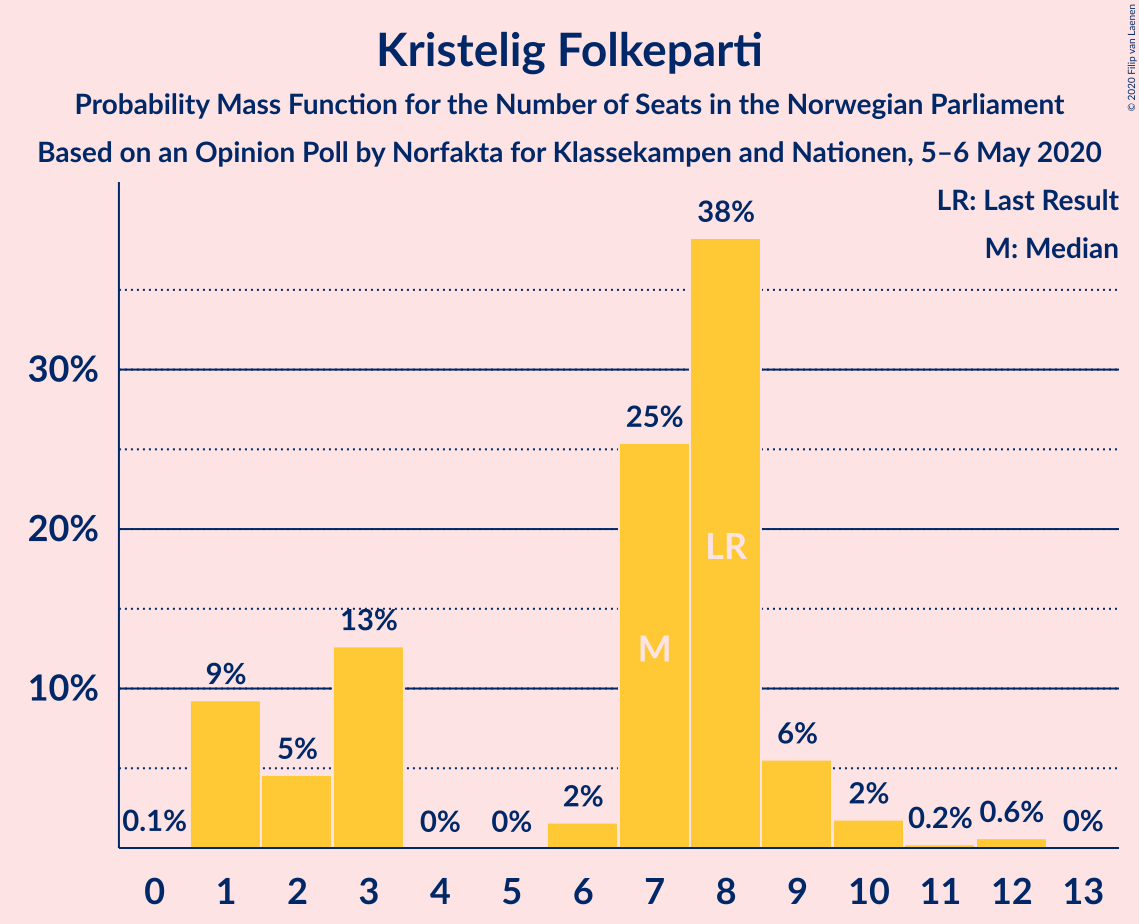 Kristelig Folkeparti
Probability Mass Function for the Number of Seats in the Norwegian Parliament
Based on an Opinion Poll by Norfakta for Klassekampen and Nationen, 5–6 May 2020
© 2020 Filip van Laenen
LR: Last Result
M: Median
38%
30%
25%
20%
LR
13%
M
9%
10%
5%
6%
2%
2%
0.1%
0%
0%
0.2%
0.6%
0%
0 1 2 3 4 5 6 7 8 9 10 11 12 13